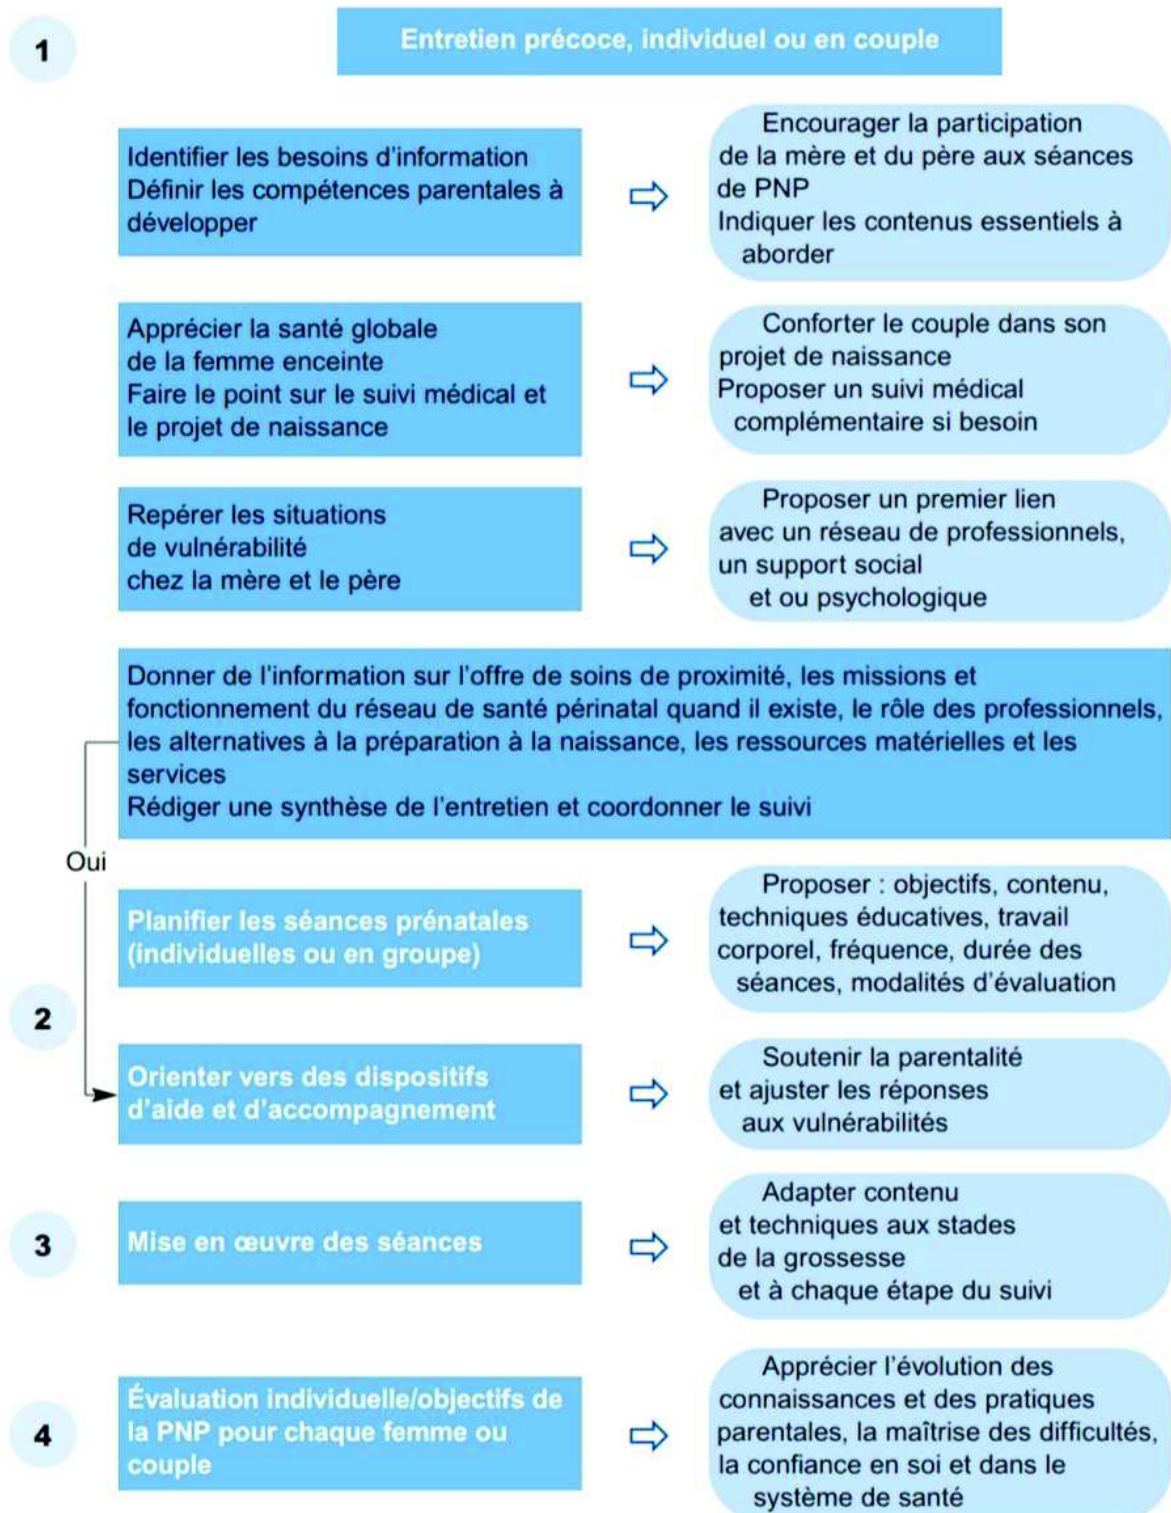 1
Entretien précoce, individuel ou en couple
Identifier les besoins d'information
Définir les compétences parentales à
développer
Encourager la participation
de la mère et du père aux séances
de PNP
Indiquer les contenus essentiels à
aborder
Apprécier la santé globale
de la femme enceinte
Faire le point sur le suivi médical et
le projet de naissance
Conforter le couple dans son
projet de naissance
Proposer un suivi médical
complémentaire si besoin
Repérer les situations
de vulnérabilité
chez la mère et le père
Proposer un premier lien
avec un réseau de professionnels,
un support social
et ou psychologique
Donner de l'information sur l'offre de soins de proximité, les missions et
fonctionnement du réseau de santé périnatal quand il existe, le rôle des professionnels,
les alternatives à la préparation à la naissance, les ressources matérielles et les
services
Rédiger une synthèse de l'entretien et coordonner le suivi
Oui
2
Planifier les séances prénatales
(individuelles ou en groupe)
Proposer : objectifs, contenu,
techniques éducatives, travail
corporel, fréquence, durée des
séances, modalités d'évaluation
Orienter vers des dispositifs
d'aide et d'accompagnement
Soutenir la parentalité
et ajuster les réponses
aux vulnérabilités
3
Mise en œuvre des séances
Adapter contenu
et techniques aux stades
de la grossesse
et à chaque étape du suivi
4
Évaluation individuelle/objectifs de
la PNP pour chaque femme ou
couple
Apprécier l'évolution des
connaissances et des pratiques
parentales, la maîtrise des difficultés,
la confiance en soi et dans le
système de santé